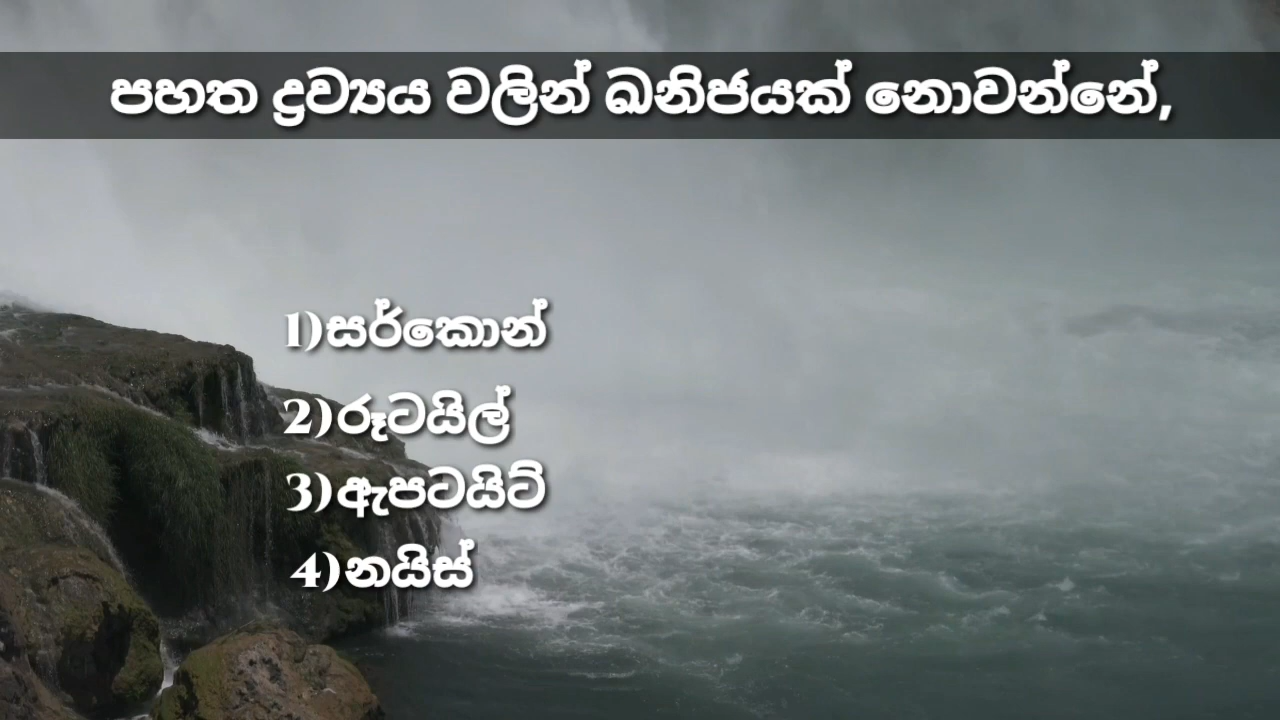 පහත ද්‍රව්‍යය වලින් ඛනිජයක් නොවන්නේ,
1)සර්කොන්
2)රූටයිල්
3)ඇපටයිට්
4)නයිස්